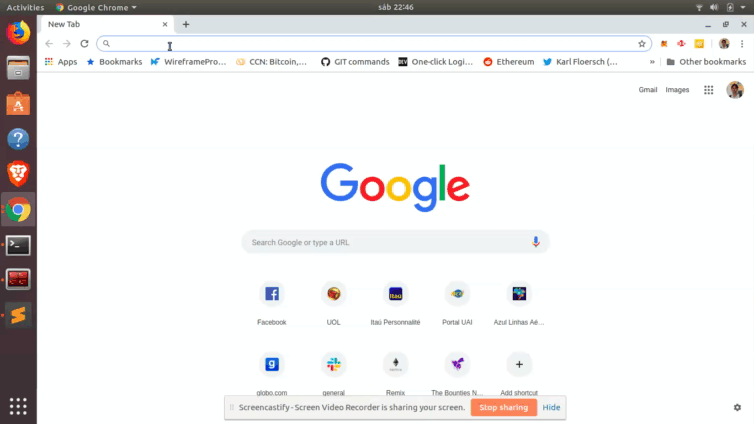 Activities Google Chrome sáb 22:46
New Tab
Apps Bookmarks WireframePro... CCN: Bitcoin,... GIT commands DEV One-click Logi... Ethereum Karl Floersch (... » Other bookmarks
Gmail Images
Google
Search Google or type a URL
Facebook UOL Itaú Personnalité Portal UAI Azul Linhas Aé...
globo.com general Remix The Bounties N... Add shortcut
Screencastify - Screen Video Recorder is sharing your screen. Stop sharing Hide